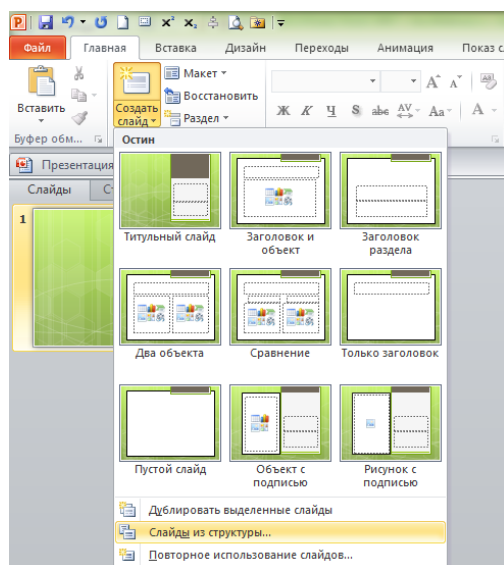 Файл Главная Вставка Дизайн Переходы Анимация Показ с
Вставить
Создать слайд
Макет
Восстановить
Раздел
Ж К Ч S abc AV Aa А
Буфер обм...
Презентация
Слайды С
1
Остин
Титульный слайд
Заголовок и объект
Заголовок раздела
Два объекта
Сравнение
Только заголовок
Пустой слайд
Объект с подписью
Рисунок с подписью
Дублировать выделенные слайды
Слайды из структуры...
Повторное использование слайдов...